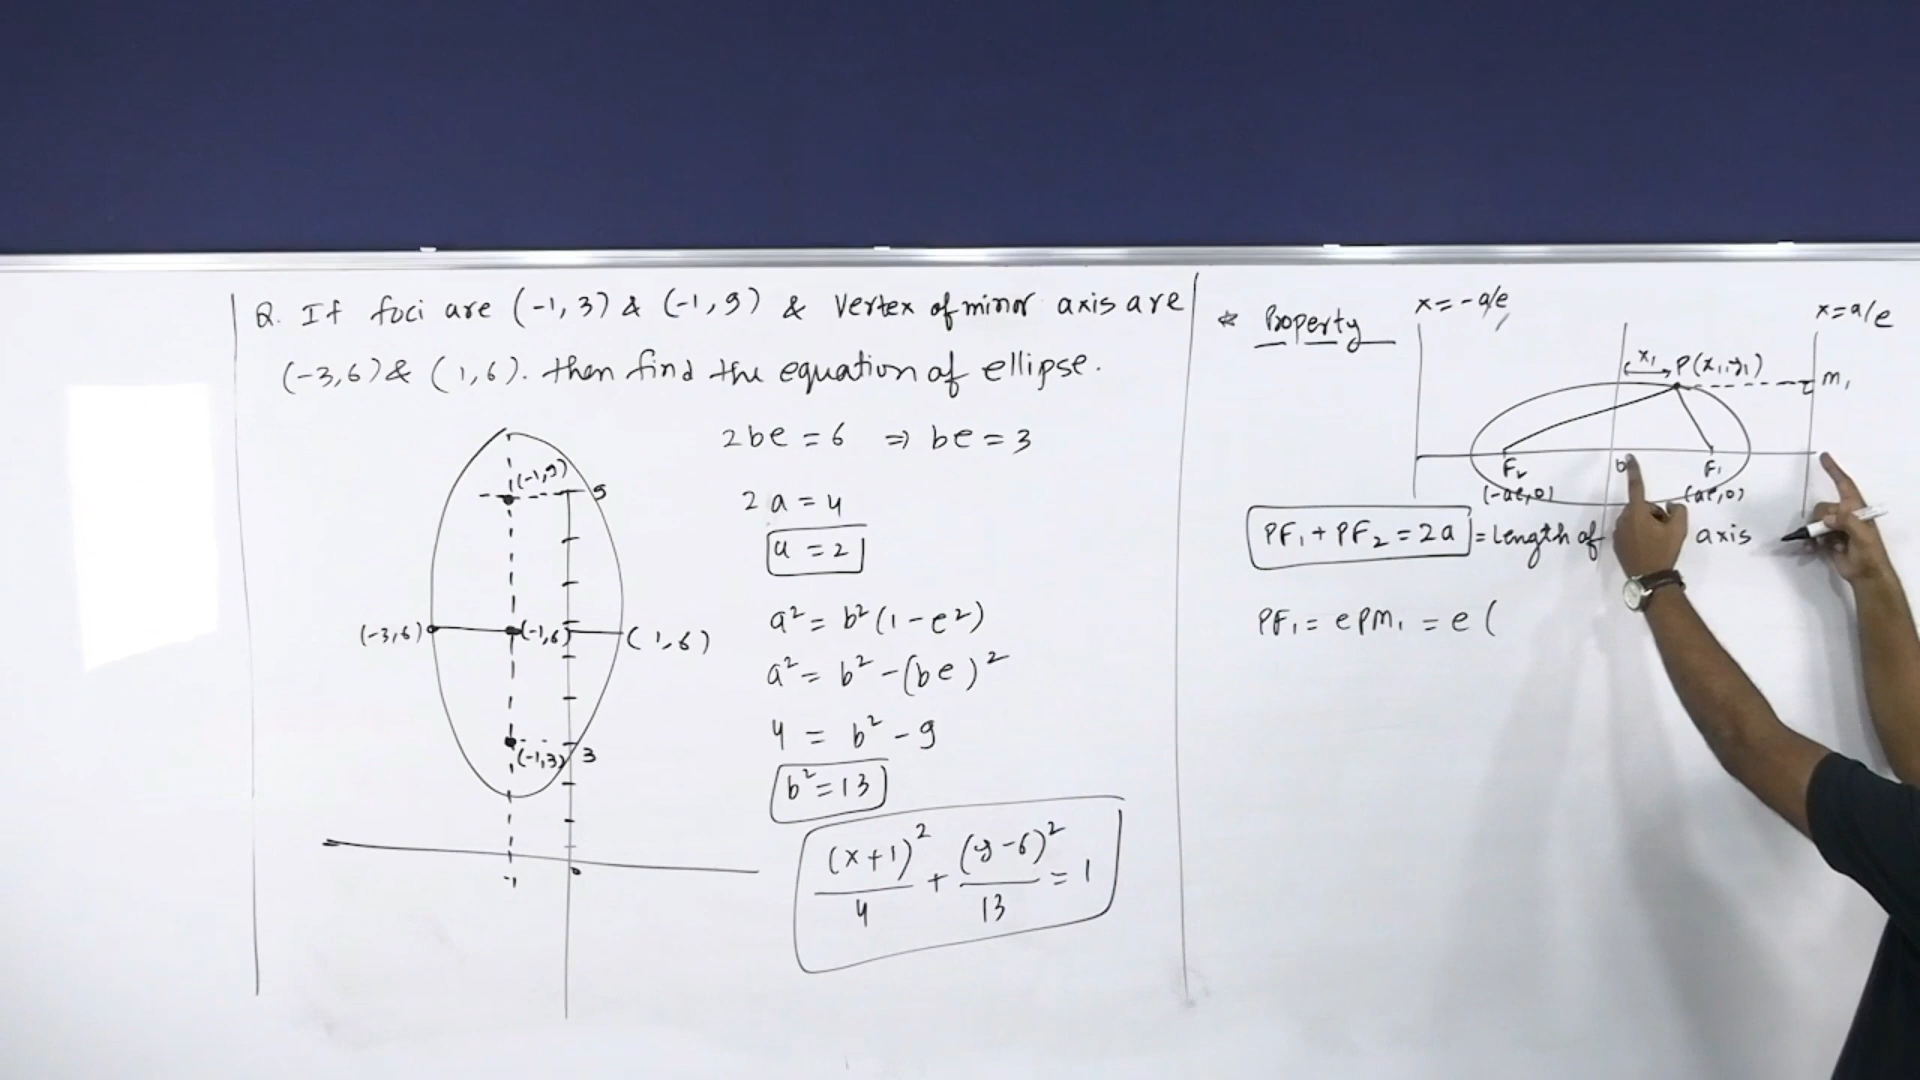 Q. If foci are (-1, 3) & (-1, 9) & Vertex of minor axis are
(-3, 6) & (1, 6). then find the equation of ellipse.
2be = 6 ⇒ be = 3
2a = 4
a = 2
a² = b²(1 - e²)
a² = b² - (be)²
4 = b² - 9
b² = 13
(x+1)²/4 + (y-6)²/13 = 1
(-1,9)
9
(-3,6)
(-1,6)
(1,6)
(-1,3)
3
-1
* Property
x = -a/e
x = a/e
x₁
P(x₁,y₁)
M₁
F₂
F₁
(-ae,0)
(ae,0)
PF₁ + PF₂ = 2a = Length of axis
PF₁ = ePM₁ = e (